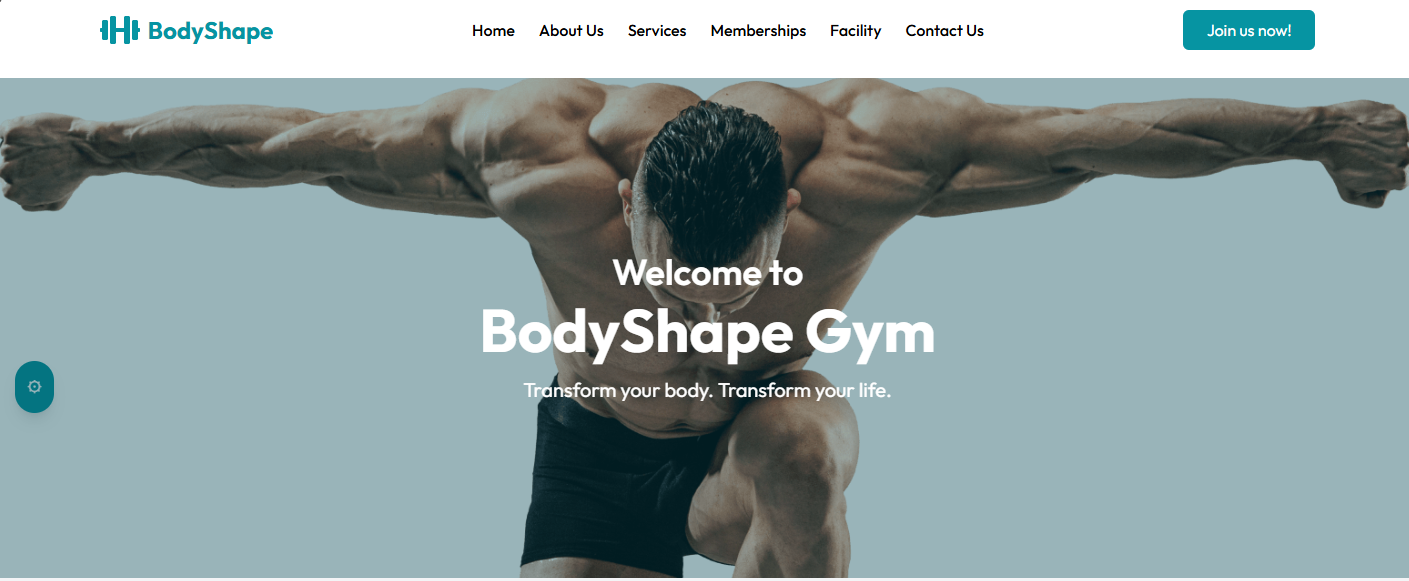 BodyShape
Home About Us Services Memberships Facility Contact Us
Join us now!
Welcome to
BodyShape Gym
Transform your body. Transform your life.